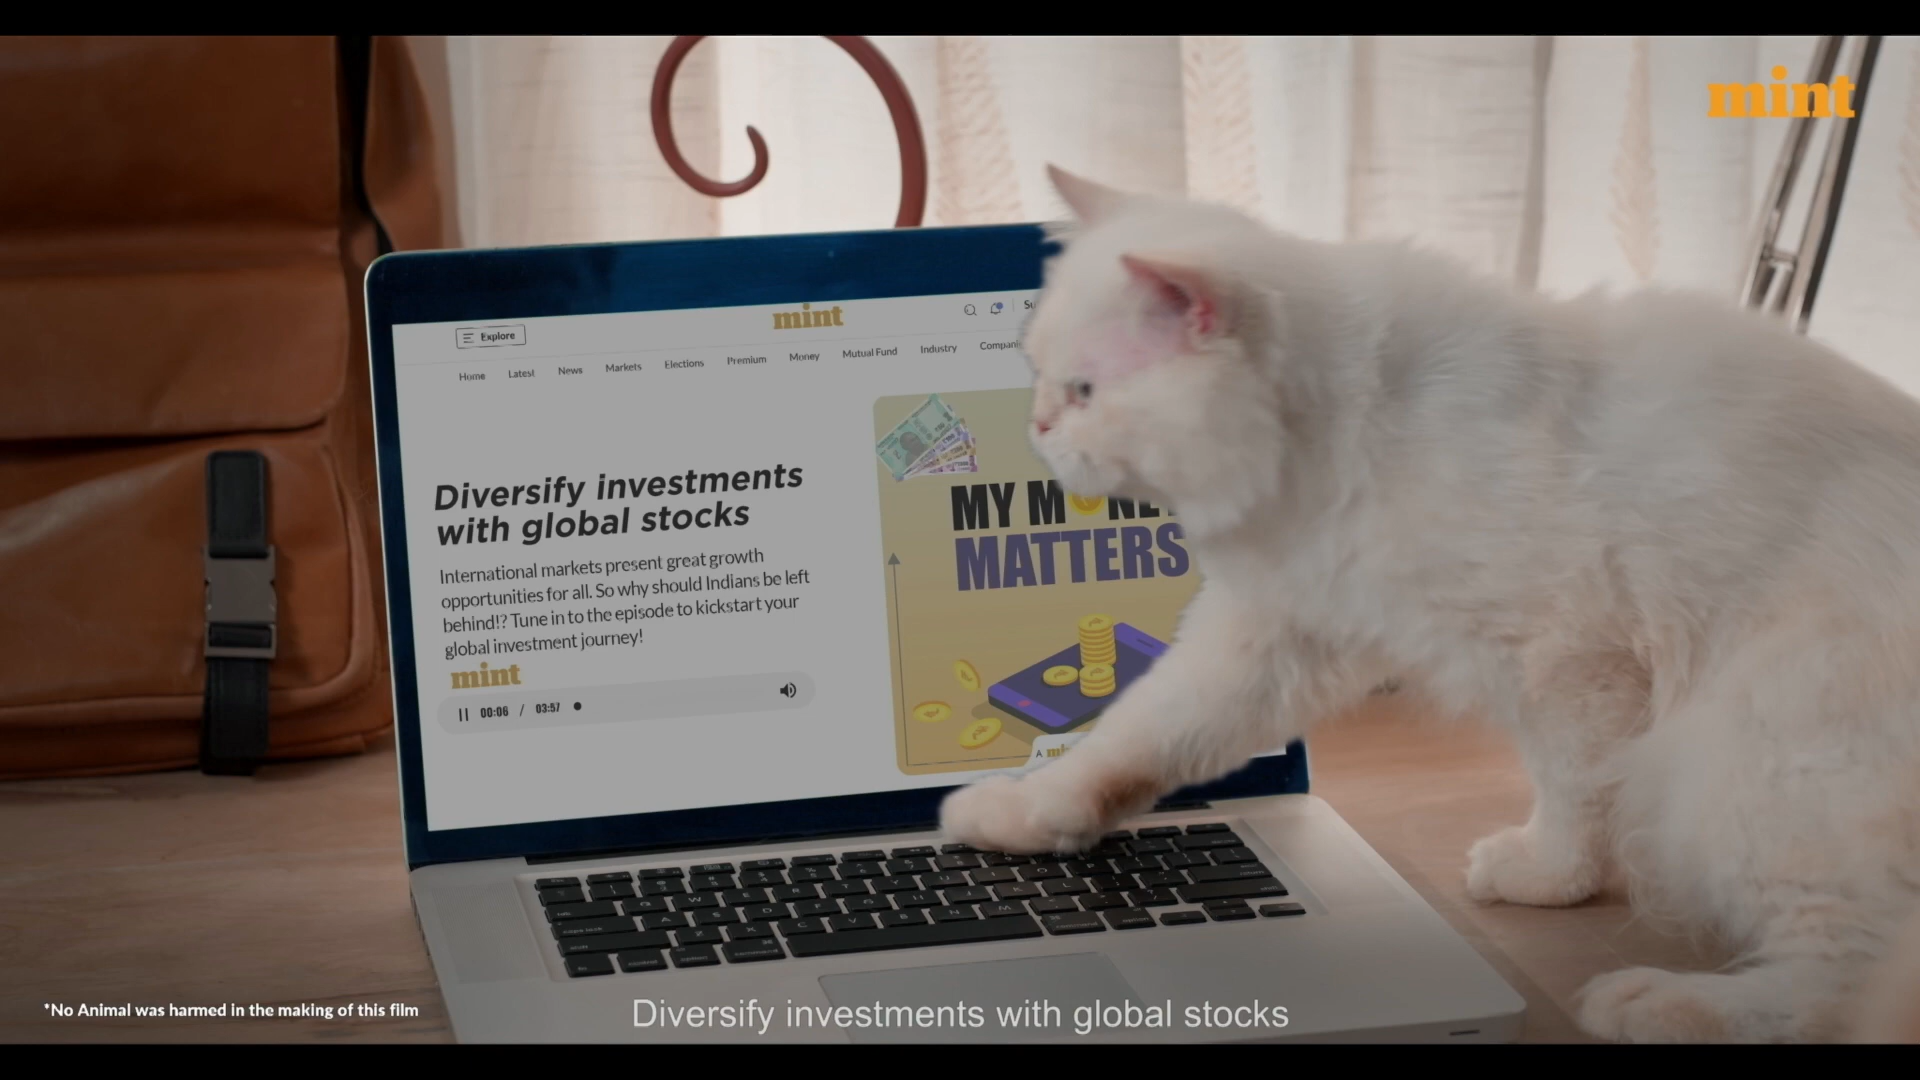 mint
Explore
mint
Home Latest News Markets Elections Premium Money Mutual Fund Industry
Diversify investments
with global stocks
International markets present great growth
opportunities for all. So why should Indians be left
behind!? Tune in to the episode to kickstart your
global investment journey!
mint
00:06 / 03:57
MY MONEY
MATTERS
A
*No Animal was harmed in the making of this film
Diversify investments with global stocks